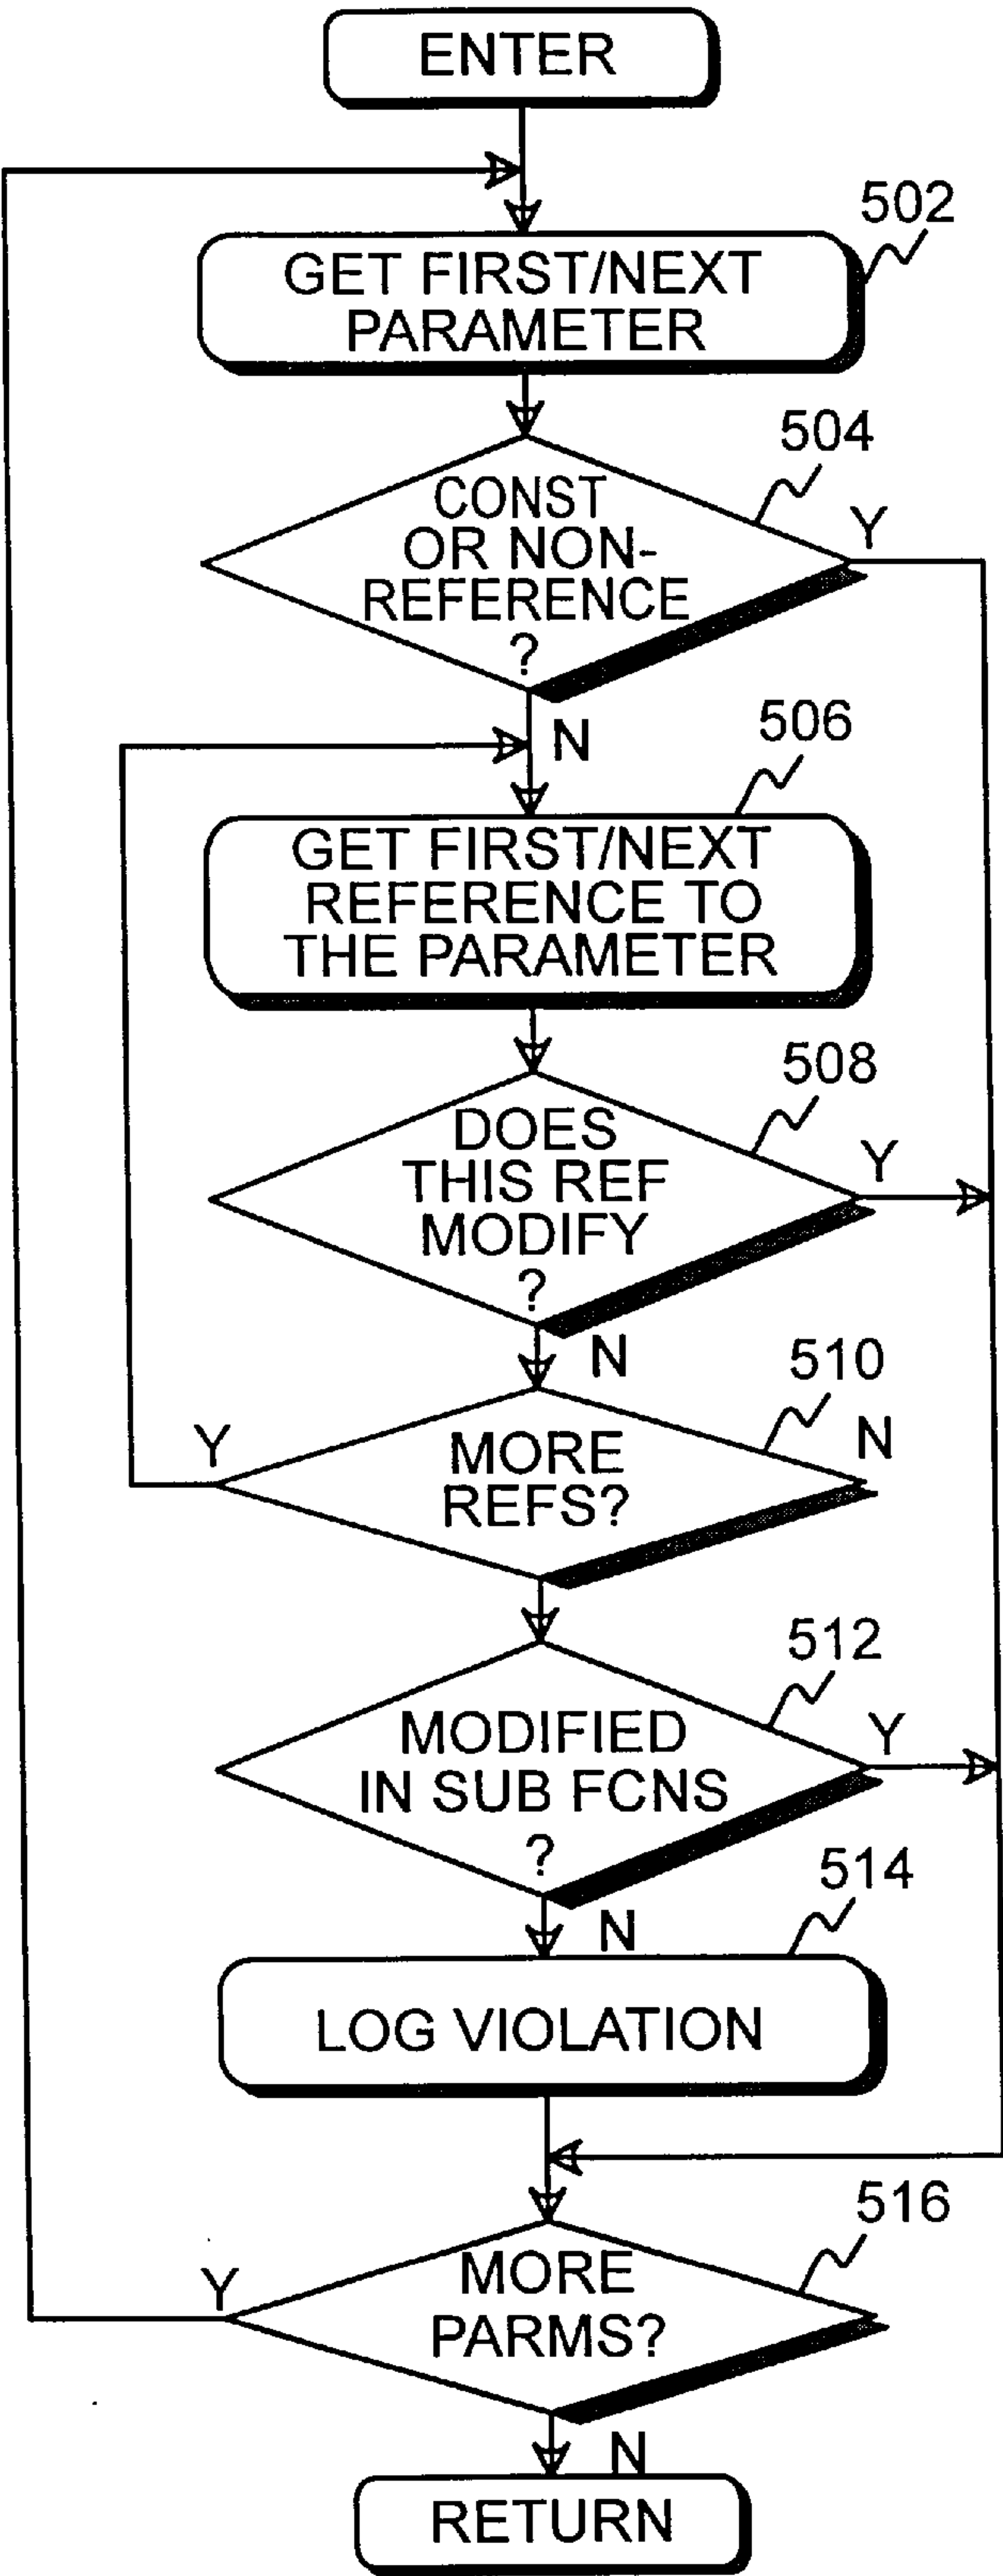 ENTER
502
GET FIRST/NEXT
PARAMETER
504
CONST
OR NON-
REFERENCE
?
Y
N
506
GET FIRST/NEXT
REFERENCE TO
THE PARAMETER
508
DOES
THIS REF
MODIFY
?
Y
N
510
Y
MORE
REFS?
N
512
MODIFIED
IN SUB FCNS
?
Y
N
514
LOG VIOLATION
516
Y
MORE
PARMS?
N
RETURN